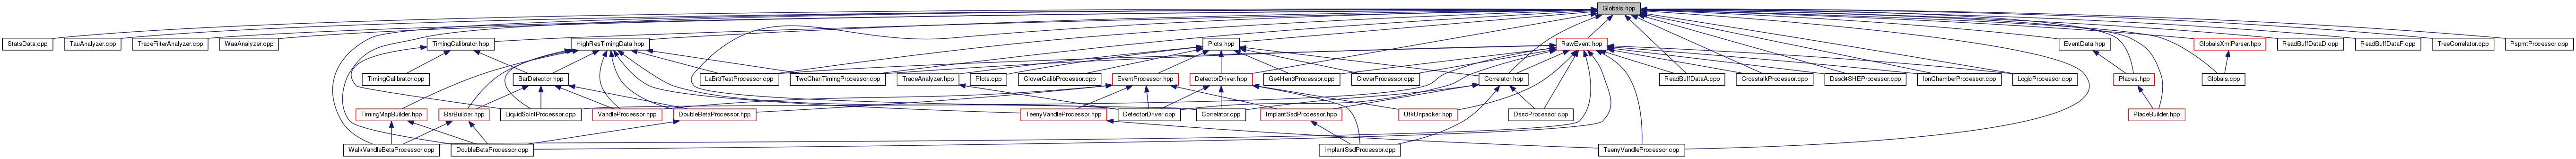 Globals.hpp
StatsData.cpp
TauAnalyzer.cpp
TraceFilterAnalyzer.cpp
WaaAnalyzer.cpp
TimingCalibrator.hpp
HighResTimingData.hpp
Plots.hpp
RawEvent.hpp
EventData.hpp
GlobalsXmlParser.hpp
ReadBuffDataD.cpp
ReadBuffDataF.cpp
TreeCorrelator.cpp
PspmtProcessor.cpp
TimingCalibrator.cpp
BarDetector.hpp
LaBr3TestProcessor.cpp
TwoChanTimingProcessor.cpp
TraceAnalyzer.hpp
Plots.cpp
CloverCalibProcessor.cpp
EventProcessor.hpp
DetectorDriver.hpp
Ge4Hen3Processor.cpp
CloverProcessor.cpp
Correlator.hpp
ReadBuffDataA.cpp
CrosstalkProcessor.cpp
Dssd4SHEProcessor.cpp
IonChamberProcessor.cpp
LogicProcessor.cpp
Places.hpp
Globals.cpp
TimingMapBuilder.hpp
BarBuilder.hpp
LiquidScintProcessor.cpp
VandleProcessor.hpp
DoubleBetaProcessor.hpp
TeenyVandleProcessor.hpp
DetectorDriver.cpp
Correlator.cpp
ImplantSsdProcessor.hpp
UtkUnpacker.hpp
DssdProcessor.cpp
PlaceBuilder.hpp
WalkVandleBetaProcessor.cpp
DoubleBetaProcessor.cpp
ImplantSsdProcessor.cpp
TeenyVandleProcessor.cpp